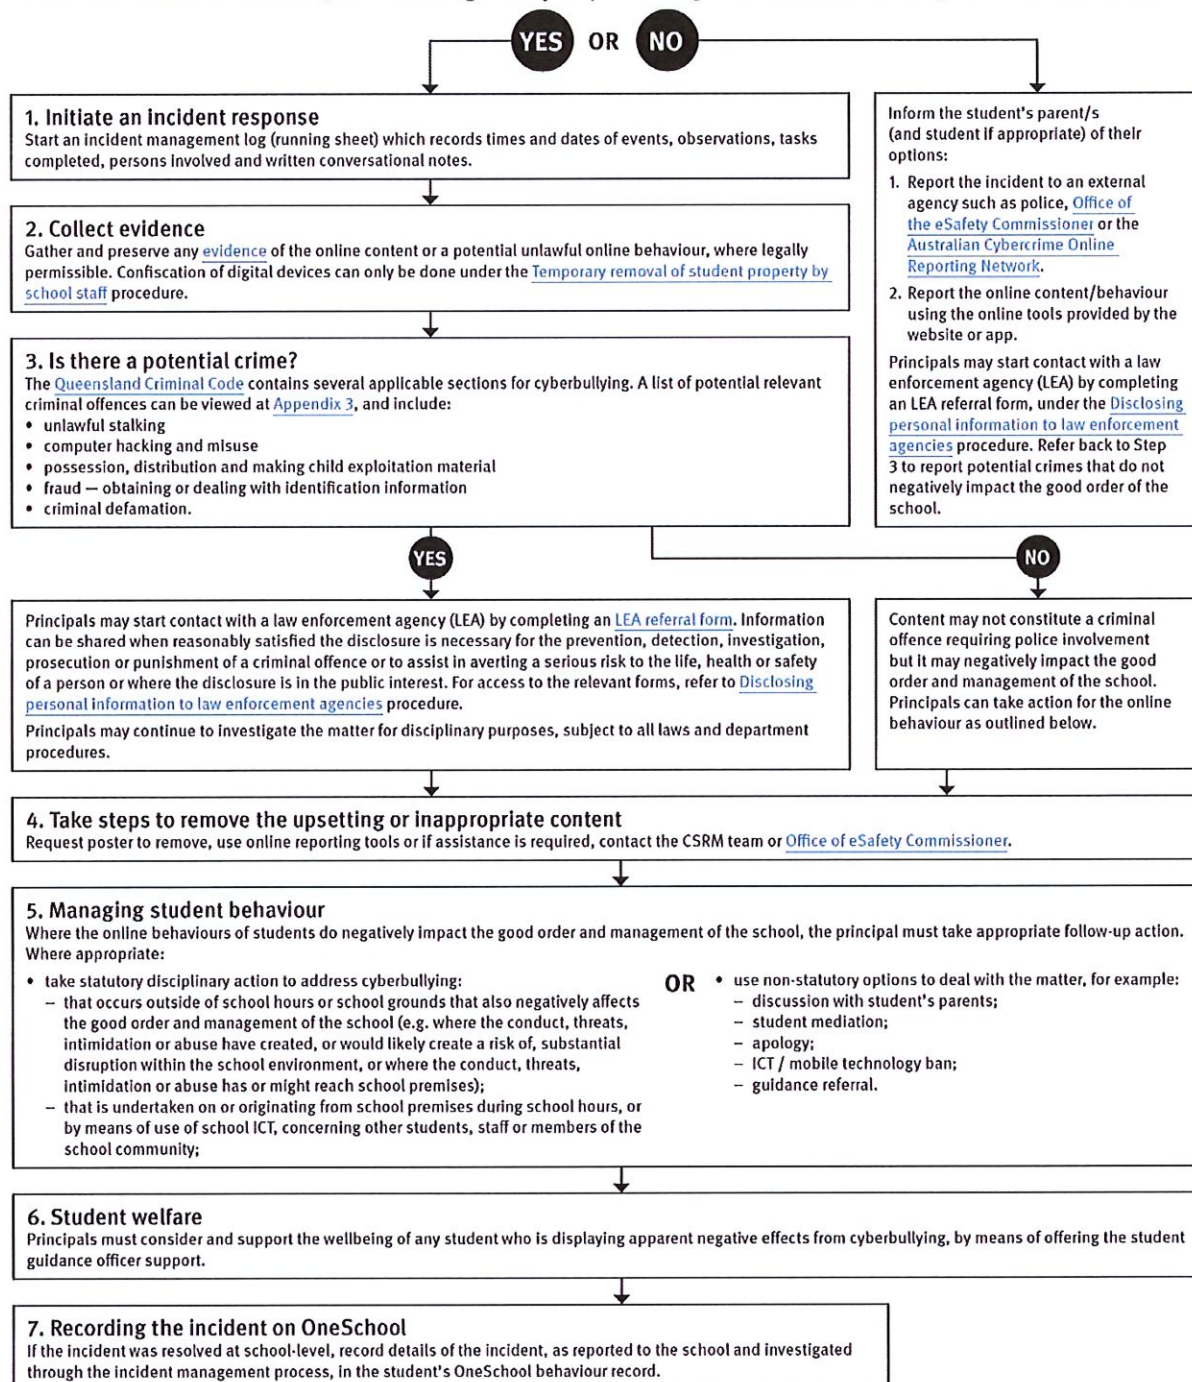 YES OR NO
1. Initiate an incident response
Start an incident management log (running sheet) which records times and dates of events, observations, tasks
completed, persons involved and written conversational notes.
Inform the student's parent/s
(and student if appropriate) of their
options:
1. Report the incident to an external
agency such as police, Office of
the eSafety Commissioner or the
Australian Cybercrime Online
Reporting Network.
2. Report the online content/behaviour
using the online tools provided by the
website or app.
Principals may start contact with a law
enforcement agency (LEA) by completing
an LEA referral form, under the Disclosing
personal information to law enforcement
agencies procedure. Refer back to Step
3 to report potential crimes that do not
negatively impact the good order of the
school.
2. Collect evidence
Gather and preserve any evidence of the online content or a potential unlawful online behaviour, where legally
permissible. Confiscation of digital devices can only be done under the Temporary removal of student property by
school staff procedure.
3. Is there a potential crime?
The Queensland Criminal Code contains several applicable sections for cyberbullying. A list of potential relevant
criminal offences can be viewed at Appendix 3, and include:
• unlawful stalking
• computer hacking and misuse
• possession, distribution and making child exploitation material
• fraud — obtaining or dealing with identification information
• criminal defamation.
YES
NO
Principals may start contact with a law enforcement agency (LEA) by completing an LEA referral form. Information
can be shared when reasonably satisfied the disclosure is necessary for the prevention, detection, investigation,
prosecution or punishment of a criminal offence or to assist in averting a serious risk to the life, health or safety
of a person or where the disclosure is in the public interest. For access to the relevant forms, refer to Disclosing
personal information to law enforcement agencies procedure.
Principals may continue to investigate the matter for disciplinary purposes, subject to all laws and department
procedures.
Content may not constitute a criminal
offence requiring police involvement
but it may negatively impact the good
order and management of the school.
Principals can take action for the online
behaviour as outlined below.
4. Take steps to remove the upsetting or inappropriate content
Request poster to remove, use online reporting tools or if assistance is required, contact the CSRM team or Office of eSafety Commissioner.
5. Managing student behaviour
Where the online behaviours of students do negatively impact the good order and management of the school, the principal must take appropriate follow-up action.
Where appropriate:
• take statutory disciplinary action to address cyberbullying:
– that occurs outside of school hours or school grounds that also negatively affects
the good order and management of the school (e.g. where the conduct, threats,
intimidation or abuse have created, or would likely create a risk of, substantial
disruption within the school environment, or where the conduct, threats,
intimidation or abuse has or might reach school premises);
– that is undertaken on or originating from school premises during school hours, or
by means of use of school ICT, concerning other students, staff or members of the
school community;
OR
• use non-statutory options to deal with the matter, for example:
– discussion with student's parents;
– student mediation;
– apology;
– ICT / mobile technology ban;
– guidance referral.
6. Student welfare
Principals must consider and support the wellbeing of any student who is displaying apparent negative effects from cyberbullying, by means of offering the student
guidance officer support.
7. Recording the incident on OneSchool
If the incident was resolved at school-level, record details of the incident, as reported to the school and investigated
through the incident management process, in the student's OneSchool behaviour record.